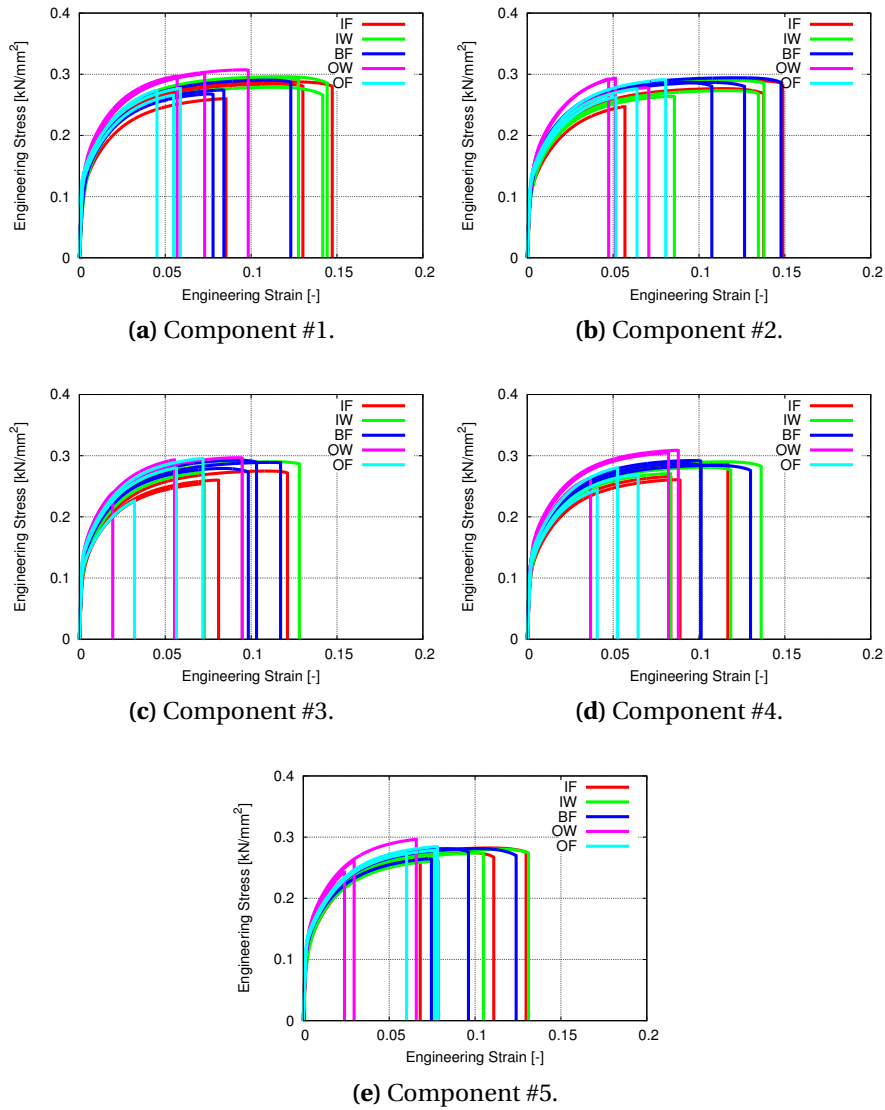 0.4
0.3
0.2
0.1
0
0 0.05 0.1 0.15 0.2
Engineering Stress [kN/mm²]
Engineering Strain [-]
IF
IW
BF
OW
OF
(a) Component #1.
0.4
0.3
0.2
0.1
0
0 0.05 0.1 0.15 0.2
Engineering Stress [kN/mm²]
Engineering Strain [-]
IF
IW
BF
OW
OF
(b) Component #2.
0.4
0.3
0.2
0.1
0
0 0.05 0.1 0.15 0.2
Engineering Stress [kN/mm²]
Engineering Strain [-]
IF
IW
BF
OW
OF
(c) Component #3.
0.4
0.3
0.2
0.1
0
0 0.05 0.1 0.15 0.2
Engineering Stress [kN/mm²]
Engineering Strain [-]
IF
IW
BF
OW
OF
(d) Component #4.
0.4
0.3
0.2
0.1
0
0 0.05 0.1 0.15 0.2
Engineering Stress [kN/mm²]
Engineering Strain [-]
IF
IW
BF
OW
OF
(e) Component #5.